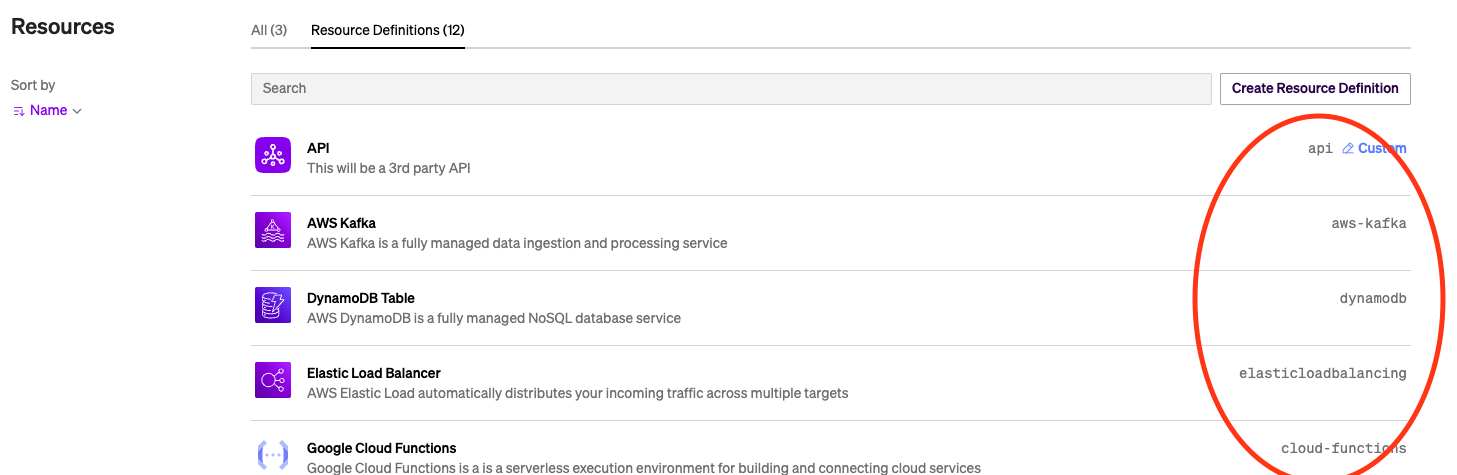 Resources
All (3)
Resource Definitions (12)
Sort by
Name
Search
Create Resource Definition
API
This will be a 3rd party API
api
Custom
AWS Kafka
AWS Kafka is a fully managed data ingestion and processing service
aws-kafka
DynamoDB Table
AWS DynamoDB is a fully managed NoSQL database service
dynamodb
Elastic Load Balancer
AWS Elastic Load automatically distributes your incoming traffic across multiple targets
elasticloadbalancing
Google Cloud Functions
Google Cloud Functions is a is a serverless execution environment for building and connecting cloud services
cloud-functions